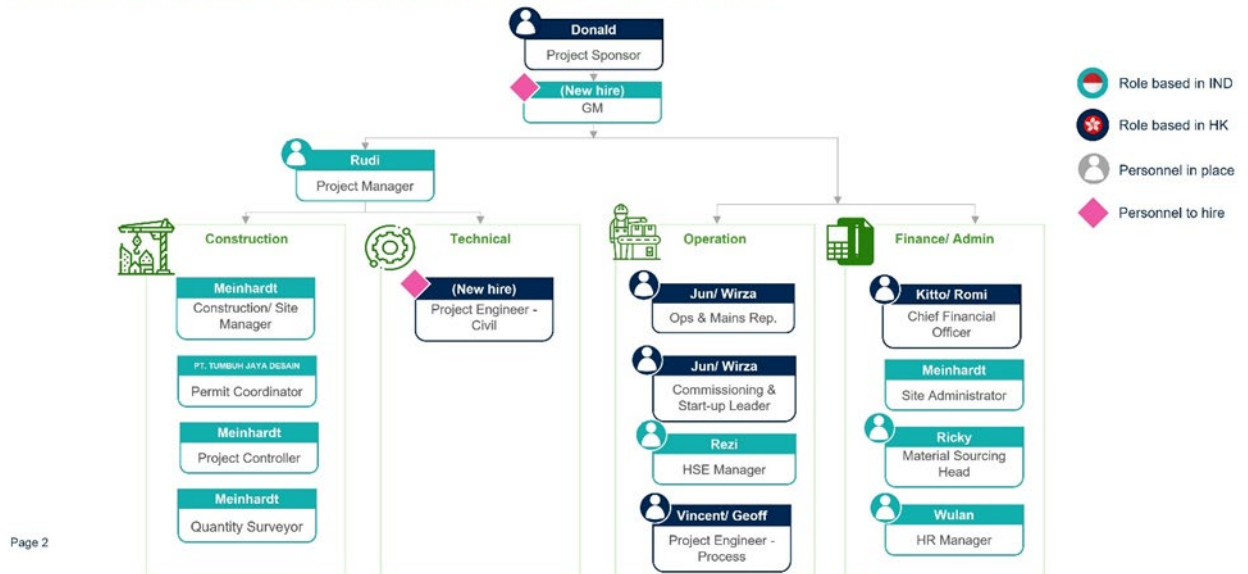 Donald
Project Sponsor
(New hire)
GM
Role based in IND
Role based in HK
Personnel in place
Personnel to hire
Rudi
Project Manager
Construction
Meinhardt
Construction/ Site
Manager
PT. TUMBUH JAYA DESAIN
Permit Coordinator
Meinhardt
Project Controller
Meinhardt
Quantity Surveyor
Technical
(New hire)
Project Engineer -
Civil
Operation
Jun/ Wirza
Ops & Mains Rep.
Jun/ Wirza
Commissioning &
Start-up Leader
Rezi
HSE Manager
Vincent/ Geoff
Project Engineer -
Process
Finance/ Admin
Kitto/ Romi
Chief Financial
Officer
Meinhardt
Site Administrator
Ricky
Material Sourcing
Head
Wulan
HR Manager
Page 2